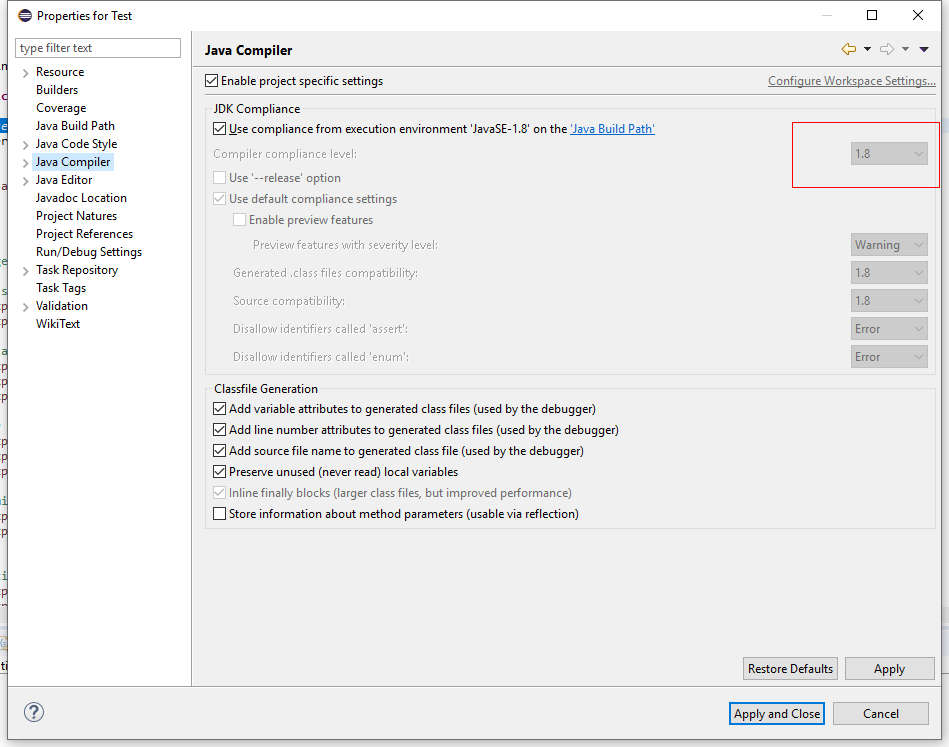 Properties for Test
type filter text
Resource
Builders
Coverage
Java Build Path
Java Code Style
Java Compiler
Java Editor
Javadoc Location
Project Natures
Project References
Run/Debug Settings
Task Repository
Task Tags
Validation
WikiText
Java Compiler
Enable project specific settings
Configure Workspace Settings...
JDK Compliance
Use compliance from execution environment 'JavaSE-1.8' on the 'Java Build Path'
Compiler compliance level: 1.8
Use '--release' option
Use default compliance settings
Enable preview features
Preview features with severity level: Warning
Generated .class files compatibility: 1.8
Source compatibility: 1.8
Disallow identifiers called 'assert': Error
Disallow identifiers called 'enum': Error
Classfile Generation
Add variable attributes to generated class files (used by the debugger)
Add line number attributes to generated class files (used by the debugger)
Add source file name to generated class file (used by the debugger)
Preserve unused (never read) local variables
Inline finally blocks (larger class files, but improved performance)
Store information about method parameters (usable via reflection)
Restore Defaults Apply
? Apply and Close Cancel